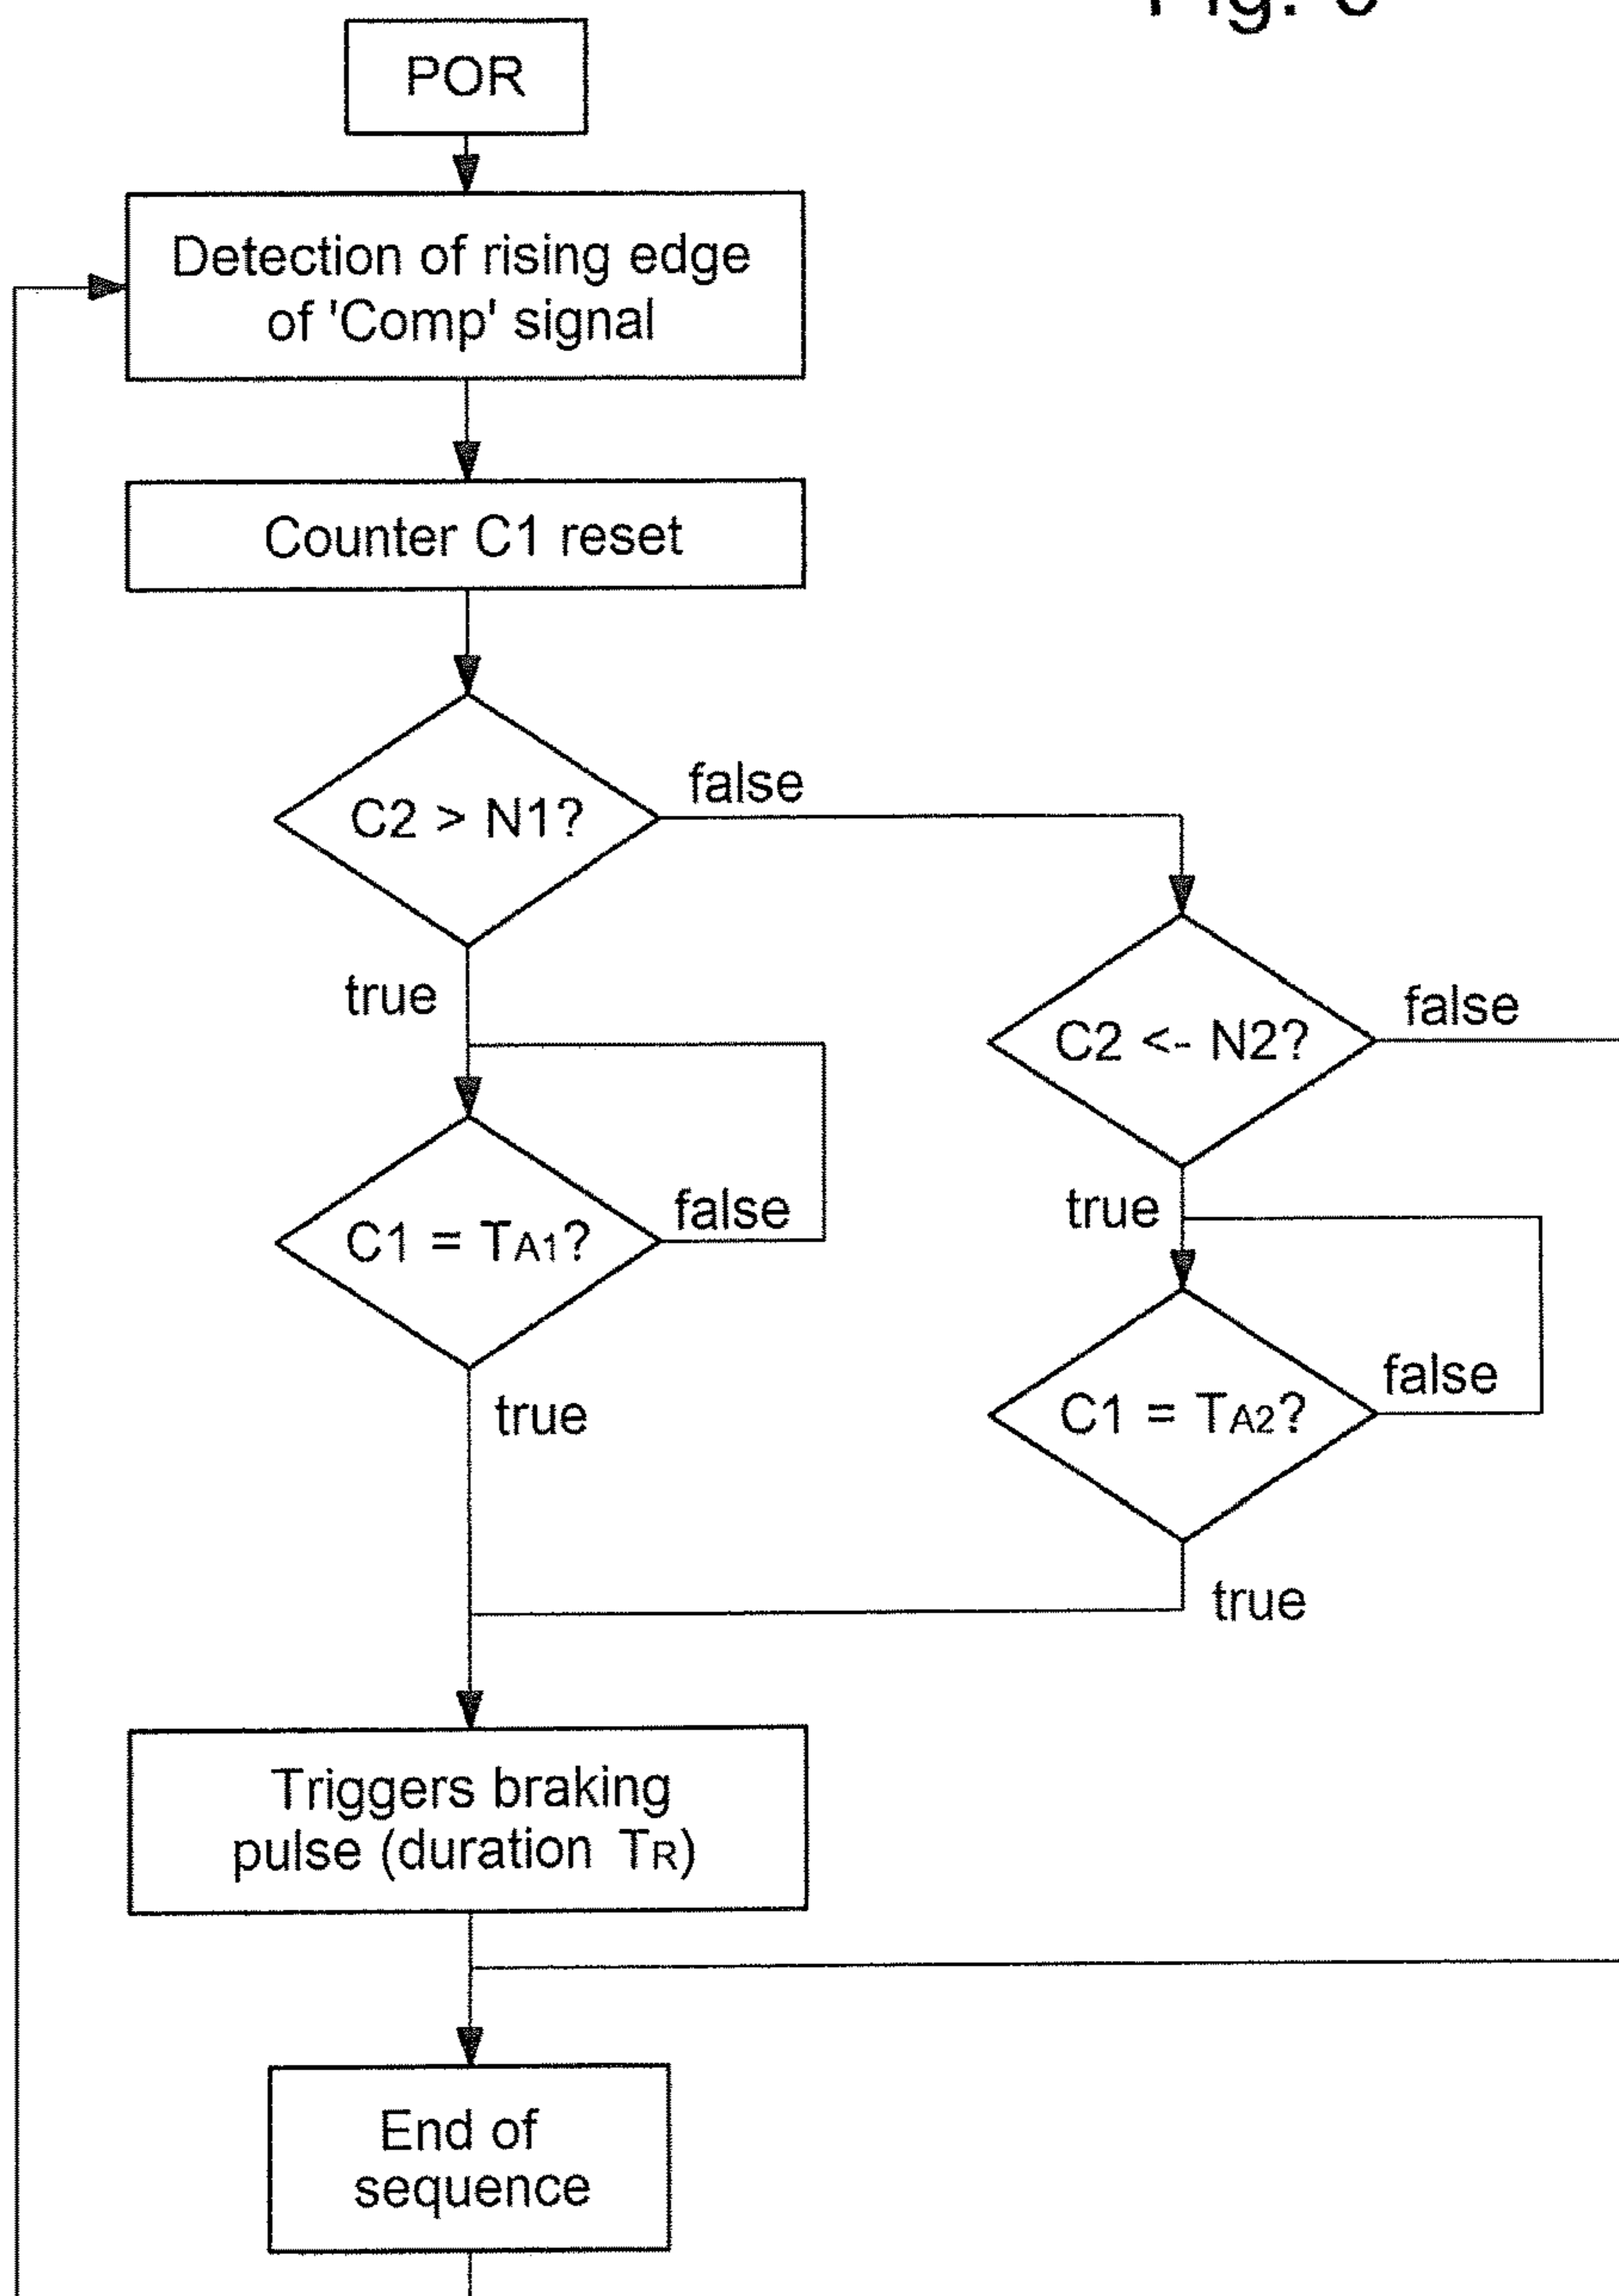 POR
Detection of rising edge
of 'Comp' signal
Counter C1 reset
C2 > N1?
false
true
C2 <- N2?
false
true
C1 = TA1?
false
true
C1 = TA2?
false
true
Triggers braking
pulse (duration TR)
End of
sequence